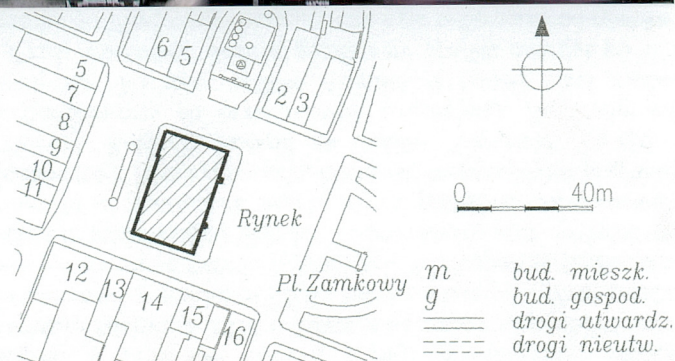 6
5
2
3
5
7
8
9
10
11
Rynek
0 40m
12
13
14
15
16
Pl. Zamkowy
m bud. mieszk.
g bud. gospod.
drogi utwardz.
drogi nieutw.